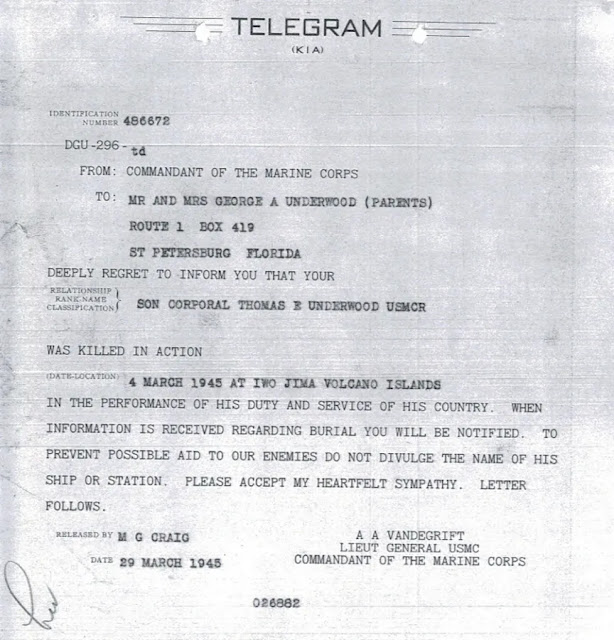 TELEGRAM
(KIA)
IDENTIFICATION
NUMBER 486672
DGU-296-td
FROM: COMMANDANT OF THE MARINE CORPS
TO: MR AND MRS GEORGE A UNDERWOOD (PARENTS)
ROUTE 1 BOX 419
ST PETERSBURG FLORIDA
DEEPLY REGRET TO INFORM YOU THAT YOUR
RELATIONSHIP
RANK-NAME
CLASSIFICATION
SON CORPORAL THOMAS E UNDERWOOD USMCR
WAS KILLED IN ACTION
(DATE-LOCATION) 4 MARCH 1945 AT IWO JIMA VOLCANO ISLANDS
IN THE PERFORMANCE OF HIS DUTY AND SERVICE OF HIS COUNTRY. WHEN
INFORMATION IS RECEIVED REGARDING BURIAL YOU WILL BE NOTIFIED. TO
PREVENT POSSIBLE AID TO OUR ENEMIES DO NOT DIVULGE THE NAME OF HIS
SHIP OR STATION. PLEASE ACCEPT MY HEARTFELT SYMPATHY. LETTER
FOLLOWS.
RELEASED BY M G CRAIG
DATE 29 MARCH 1945
A A VANDEGRIFT
LIEUT GENERAL USMC
COMMANDANT OF THE MARINE CORPS
026882